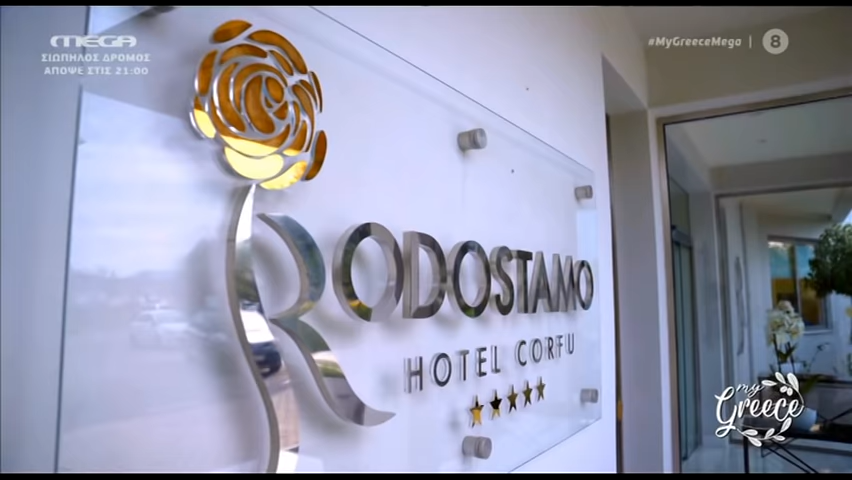 MEGA
ΣΙΩΠΗΛΟΣ ΔΡΟΜΟΣ
ΑΠΟΨΕ ΣΤΙΣ 21:00
#MyGreeceMega | 8
RODOSTAMO
HOTEL CORFU
my
Greece